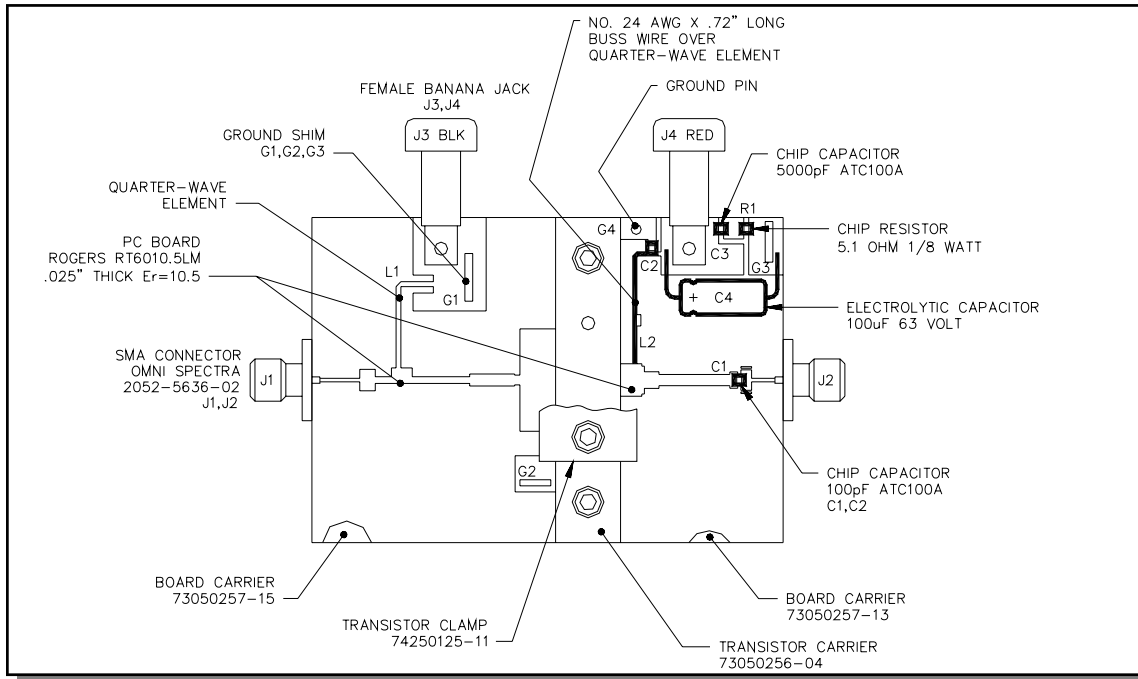 NO. 24 AWG X .72" LONG
BUSS WIRE OVER
QUARTER-WAVE ELEMENT
GROUND PIN
FEMALE BANANA JACK
J3,J4
J3 BLK
J4 RED
GROUND SHIM
G1,G2,G3
CHIP CAPACITOR
5000pF ATC100A
QUARTER-WAVE
ELEMENT
R1
CHIP RESISTOR
5.1 OHM 1/8 WATT
G4
PC BOARD
ROGERS RT6010.5LM
.025" THICK Er=10.5
C2
C3
G3
L1
G1
+ C4
ELECTROLYTIC CAPACITOR
100uF 63 VOLT
L2
SMA CONNECTOR
OMNI SPECTRA
2052-5636-02
J1,J2
J1
C1
J2
G2
CHIP CAPACITOR
100pF ATC100A
C1,C2
BOARD CARRIER
73050257-15
BOARD CARRIER
73050257-13
TRANSISTOR CLAMP
74250125-11
TRANSISTOR CARRIER
73050256-04